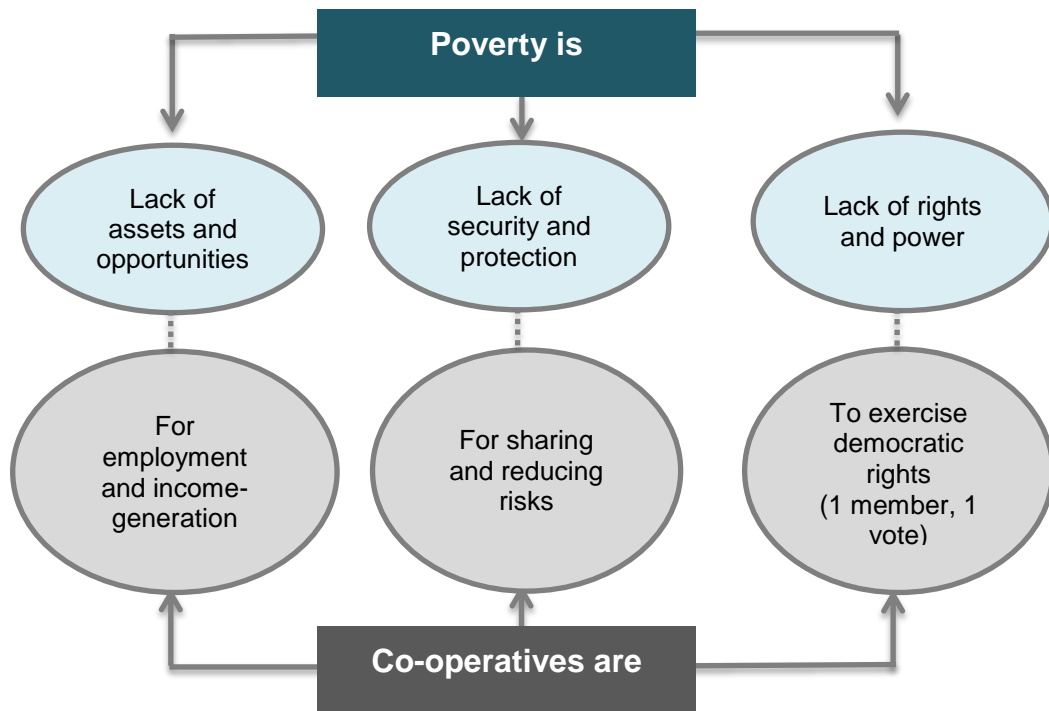 Poverty is
Lack of
assets and
opportunities
Lack of
security and
protection
Lack of rights
and power
For
employment
and income-
generation
For sharing
and reducing
risks
To exercise
democratic
rights
(1 member, 1
vote)
Co-operatives are